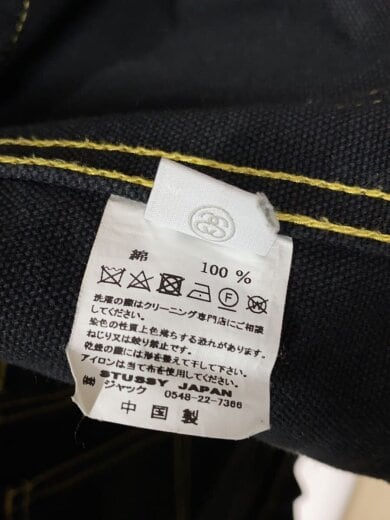 綿 100 %
洗濯の際はクリーニング専門店にご相談
してください。
染色の性質上色落ちする恐れがあります。
ねじり又は絞り禁止です。
乾燥の際には形を整えて干して下さい。
アイロンは当て布を使用してください。
STUSSY JAPAN
ジャック 0548-22-7366
中国製